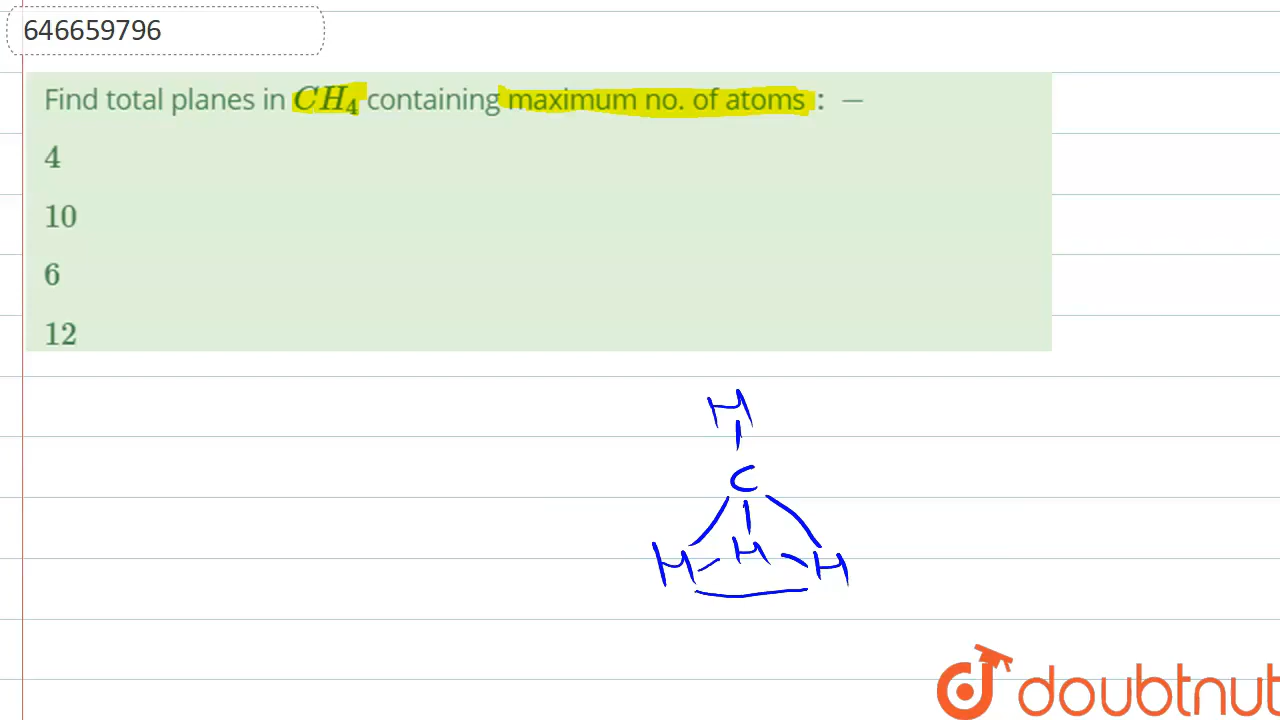 646659796
Find total planes in CH₄ containing maximum no. of atoms : —
4
10
6
12
H
C
H H H
doubtnut